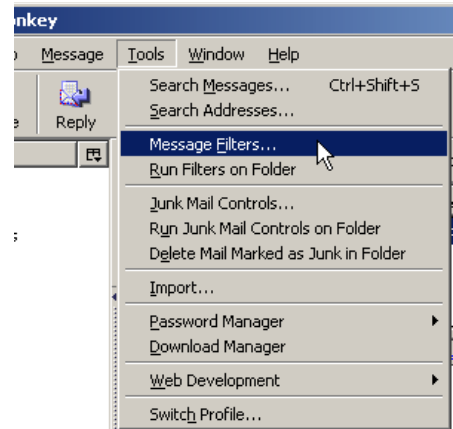 nkey
Message Tools Window Help
Reply
Search Messages... Ctrl+Shift+S
Search Addresses...
Message Filters...
Run Filters on Folder
Junk Mail Controls...
Run Junk Mail Controls on Folder
Delete Mail Marked as Junk in Folder
Import...
Password Manager
Download Manager
Web Development
Switch Profile...